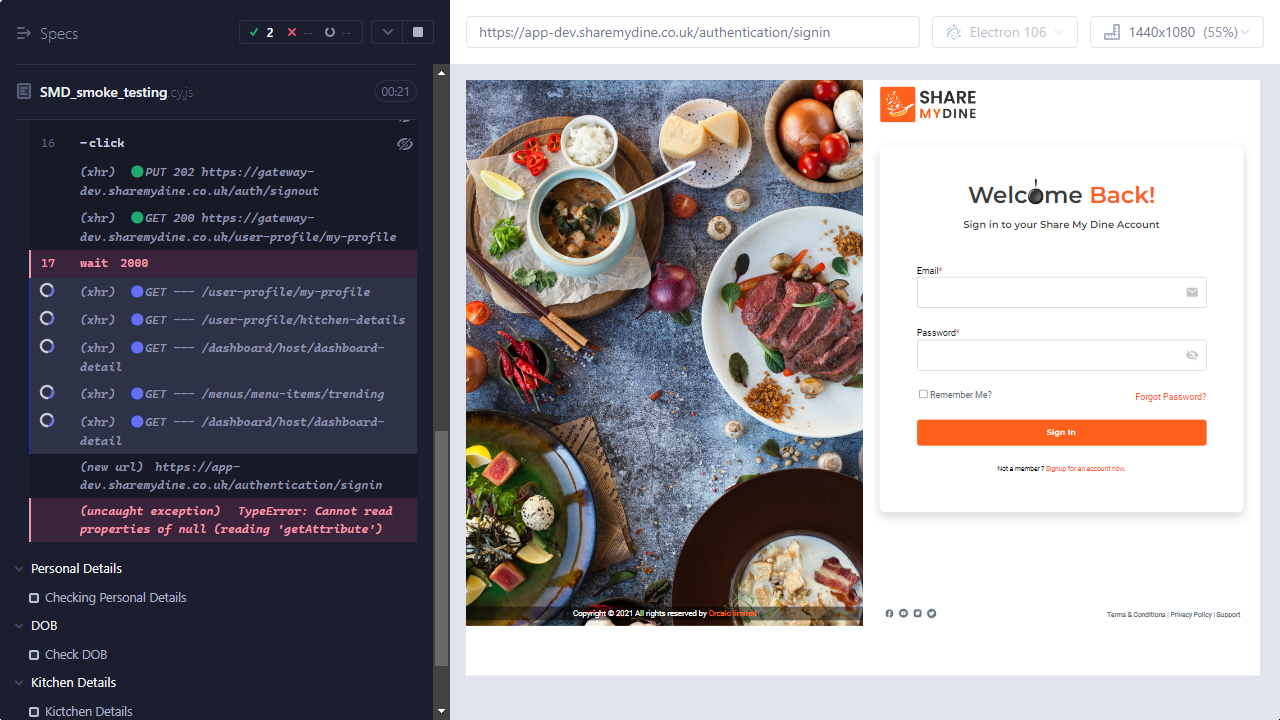 Specs
2
--
--
https://app-dev.sharemydine.co.uk/authentication/signin
Electron 106
1440x1080 (55%)
SMD_smoke_testing.cy.js
00:21
16 -click
(xhr) PUT 202 https://gateway-
dev.sharemydine.co.uk/auth/signout
(xhr) GET 200 https://gateway-
dev.sharemydine.co.uk/user-profile/my-profile
17 wait 2000
(xhr) GET --- /user-profile/my-profile
(xhr) GET --- /user-profile/kitchen-details
(xhr) GET --- /dashboard/host/dashboard-
detail
(xhr) GET --- /menus/menu-items/trending
(xhr) GET --- /dashboard/host/dashboard-
detail
(new url) https://app-
dev.sharemydine.co.uk/authentication/signin
(uncaught exception) TypeError: Cannot read
properties of null (reading 'getAttribute')
Personal Details
Checking Personal Details
DOB
Check DOB
Kitchen Details
Kictchen Details
SHARE
MYDINE
Welcome Back!
Sign in to your Share My Dine Account
Email*
Password*
Remember Me?
Forgot Password?
Sign In
Not a member? Signup for an account now.
Copyright © 2021 All rights reserved by Orcalo limited
Terms & Conditions | Privacy Policy | Support